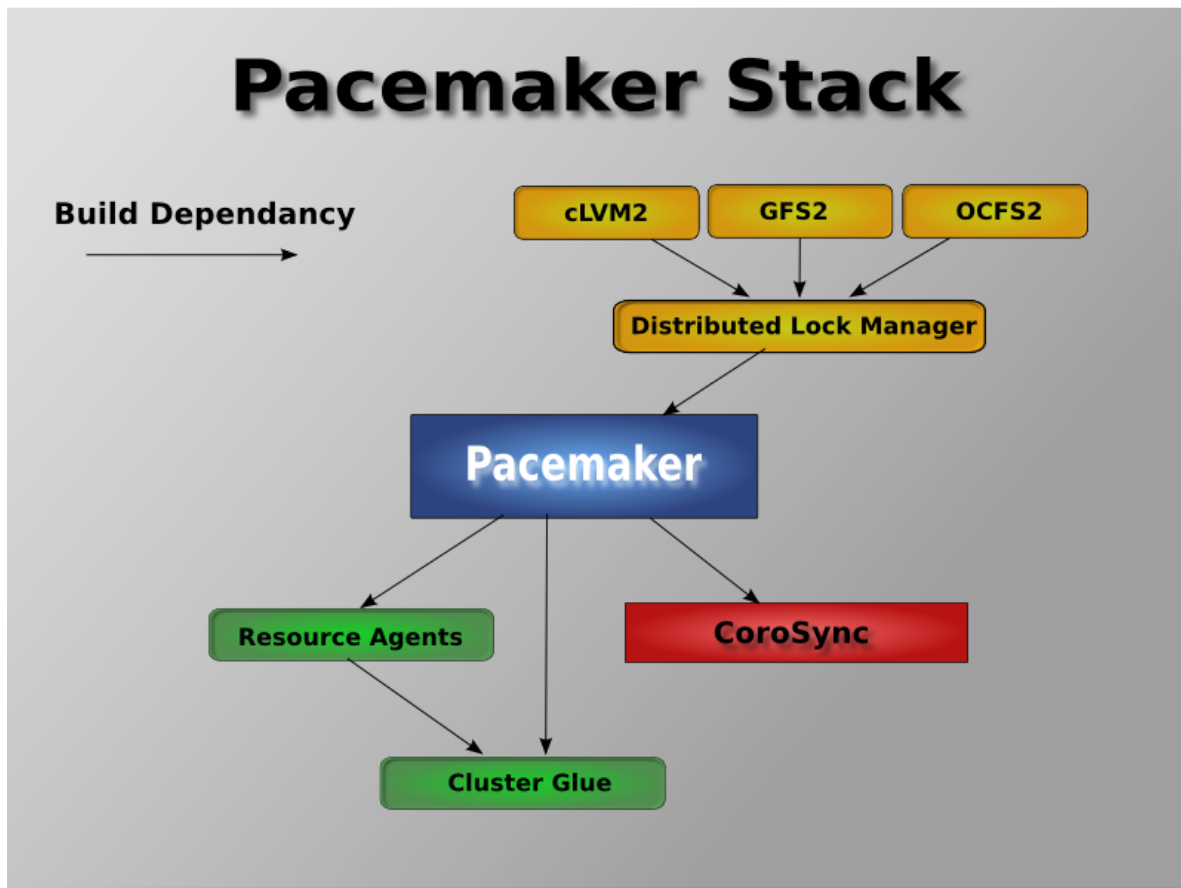 Pacemaker Stack
Build Dependancy
cLVM2
GFS2
OCFS2
Distributed Lock Manager
Pacemaker
Resource Agents
CoroSync
Cluster Glue